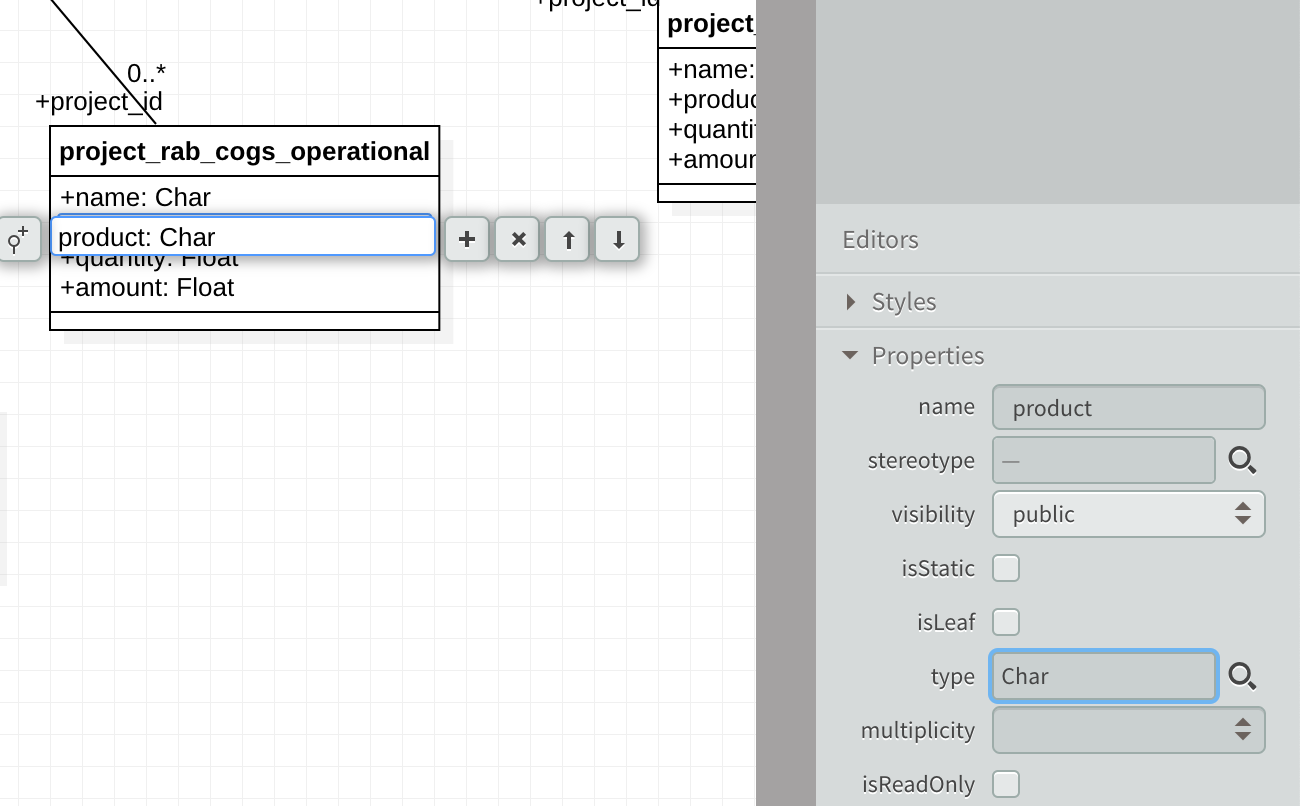 0..*
+project_id
project_rab_cogs_operational
+name: Char
product: Char
+quantity: Float
+amount: Float
+project_id
project_
+name:
+produc
+quanti
+amoun
Editors
Styles
Properties
name product
stereotype —
visibility public
isStatic
isLeaf
type Char
multiplicity
isReadOnly